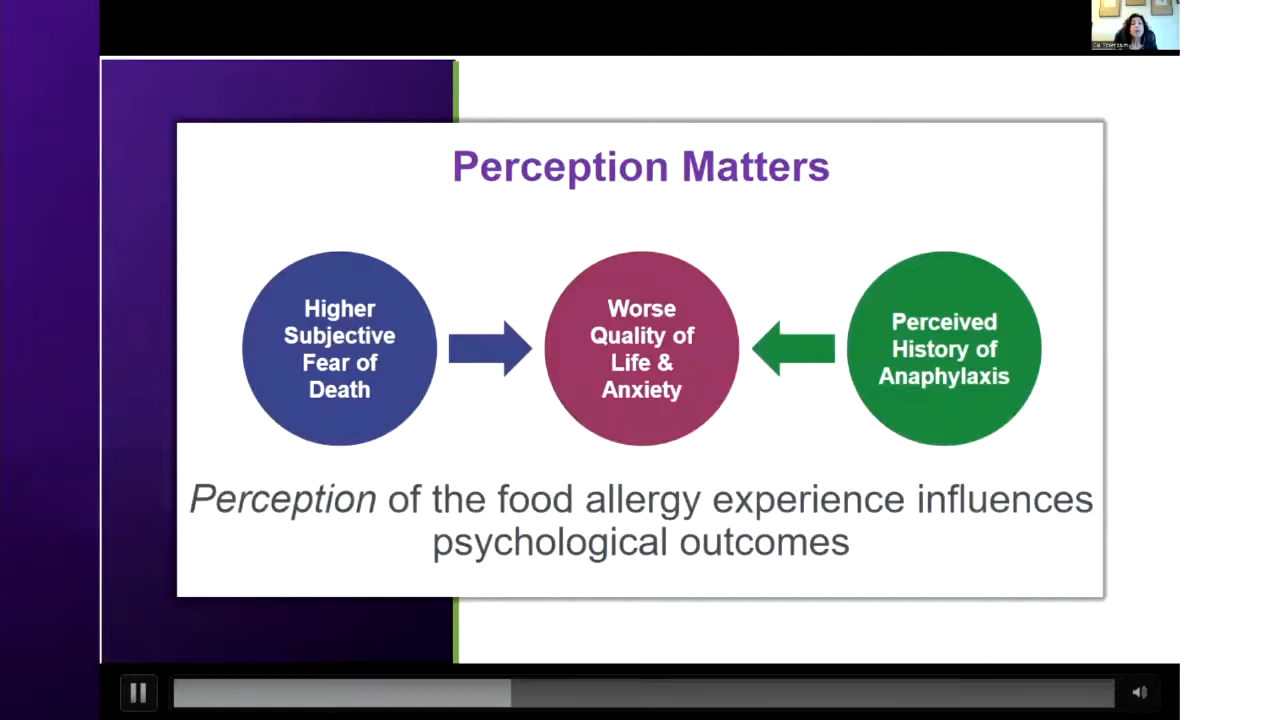 Perception Matters
Higher
Subjective
Fear of
Death
Worse
Quality of
Life &
Anxiety
Perceived
History of
Anaphylaxis
Perception of the food allergy experience influences
psychological outcomes